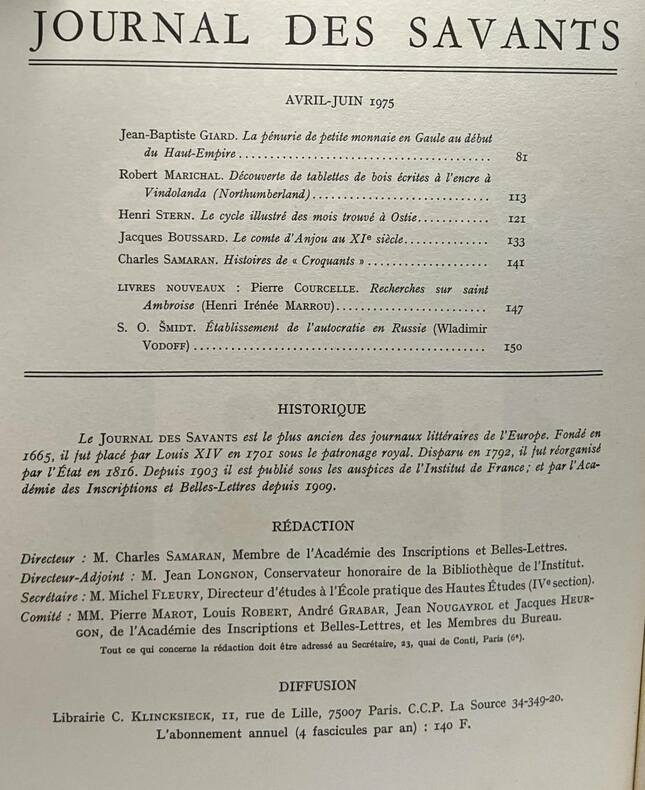 JOURNAL DES SAVANTS
AVRIL-JUIN 1975
Jean-Baptiste GIARD. La pénurie de petite monnaie en Gaule au début
du Haut-Empire ........................................ 81
Robert MARICHAL. Découverte de tablettes de bois écrites à l'encre à
Vindolanda (Northumberland) ............................ 113
Henri STERN. Le cycle illustré des mois trouvé à Ostie............ 121
Jacques BOUSSARD. Le comte d'Anjou au XIe siècle.............. 133
Charles SAMARAN. Histoires de « Croquants » ................... 141
LIVRES NOUVEAUX : Pierre COURCELLE. Recherches sur saint
Ambroise (Henri Irénée MARROU)........................ 147
S. O. ŠMIDT. Établissement de l'autocratie en Russie (Wladimir
VODOFF) ............................................... 150
HISTORIQUE
Le JOURNAL DES SAVANTS est le plus ancien des journaux littéraires de l'Europe. Fondé en
1665, il fut placé par Louis XIV en 1701 sous le patronage royal. Disparu en 1792, il fut réorganisé
par l'État en 1816. Depuis 1903 il est publié sous les auspices de l'Institut de France; et par l'Aca-
démie des Inscriptions et Belles-Lettres depuis 1909.
RÉDACTION
Directeur : M. Charles SAMARAN, Membre de l'Académie des Inscriptions et Belles-Lettres.
Directeur-Adjoint : M. Jean LONGNON, Conservateur honoraire de la Bibliothèque de l'Institut.
Secrétaire : M. Michel FLEURY, Directeur d'études à l'École pratique des Hautes Études (IVe section).
Comité : MM. Pierre MAROT, Louis ROBERT, André GRABAR, Jean NOUGAYROL et Jacques HEUR-
GON, de l'Académie des Inscriptions et Belles-Lettres, et les Membres du Bureau.
Tout ce qui concerne la rédaction doit être adressé au Secrétaire, 23, quai de Conti, Paris (6e).
DIFFUSION
Librairie C. KLINCKSIECK, 11, rue de Lille, 75007 Paris. C.C.P. La Source 34-349-20.
L'abonnement annuel (4 fascicules par an) : 140 F.